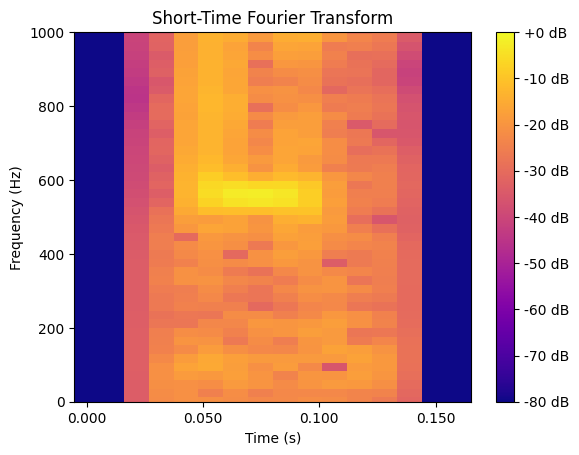 Short-Time Fourier Transform
1000
800
600
400
200
0
Frequency (Hz)
0.000
0.050
0.100
0.150
Time (s)
+0 dB
-10 dB
-20 dB
-30 dB
-40 dB
-50 dB
-60 dB
-70 dB
-80 dB